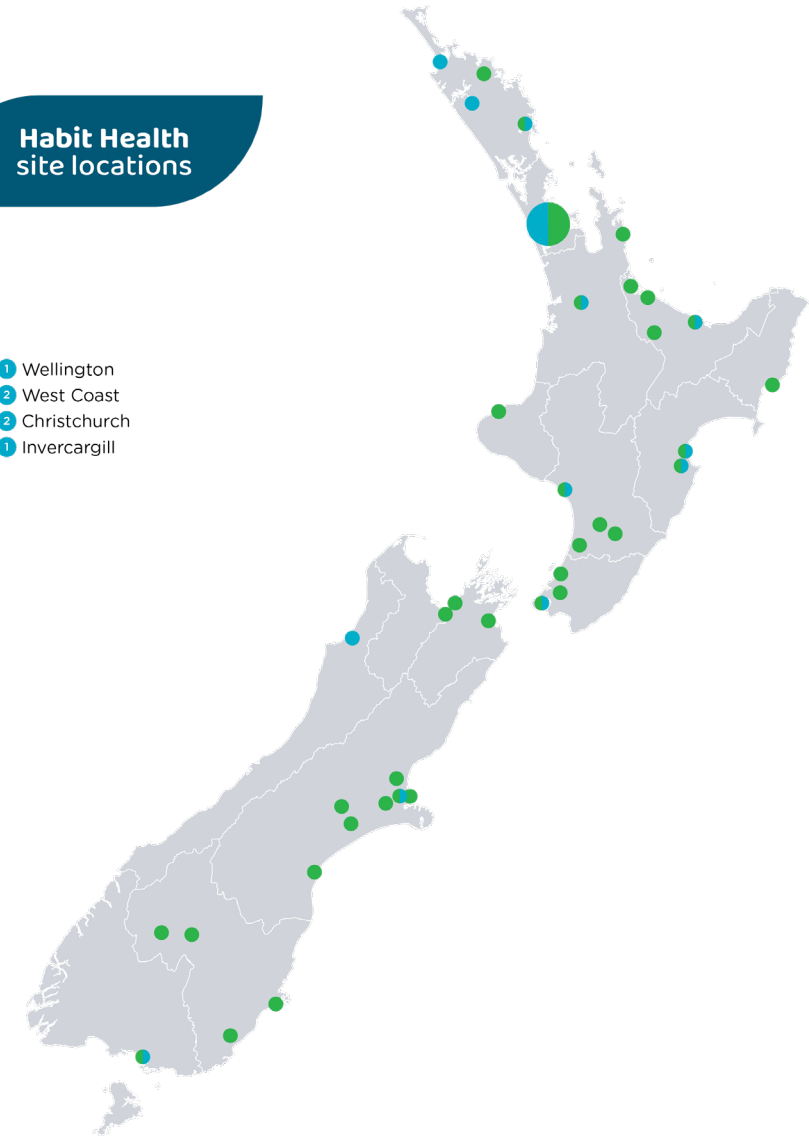 Habit Health
site locations
1 Wellington
2 West Coast
2 Christchurch
1 Invercargill